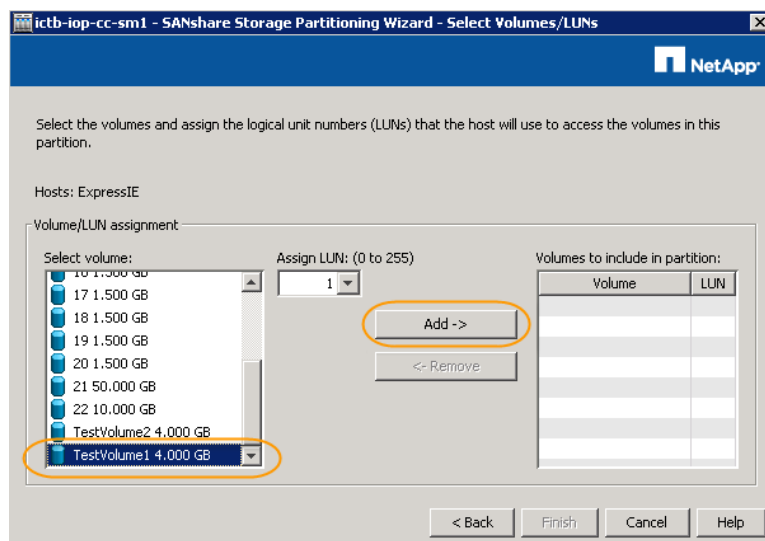 ictb-iop-cc-sm1 - SANshare Storage Partitioning Wizard - Select Volumes/LUNs
NetApp
Select the volumes and assign the logical unit numbers (LUNs) that the host will use to access the volumes in this
partition.
Hosts: ExpressIE
Volume/LUN assignment
Select volume:
16 1.500 GB
17 1.500 GB
18 1.500 GB
19 1.500 GB
20 1.500 GB
21 50.000 GB
22 10.000 GB
TestVolume2 4.000 GB
TestVolume1 4.000 GB
Assign LUN: (0 to 255)
1
Add ->
<- Remove
Volumes to include in partition:
Volume LUN
< Back Finish Cancel Help